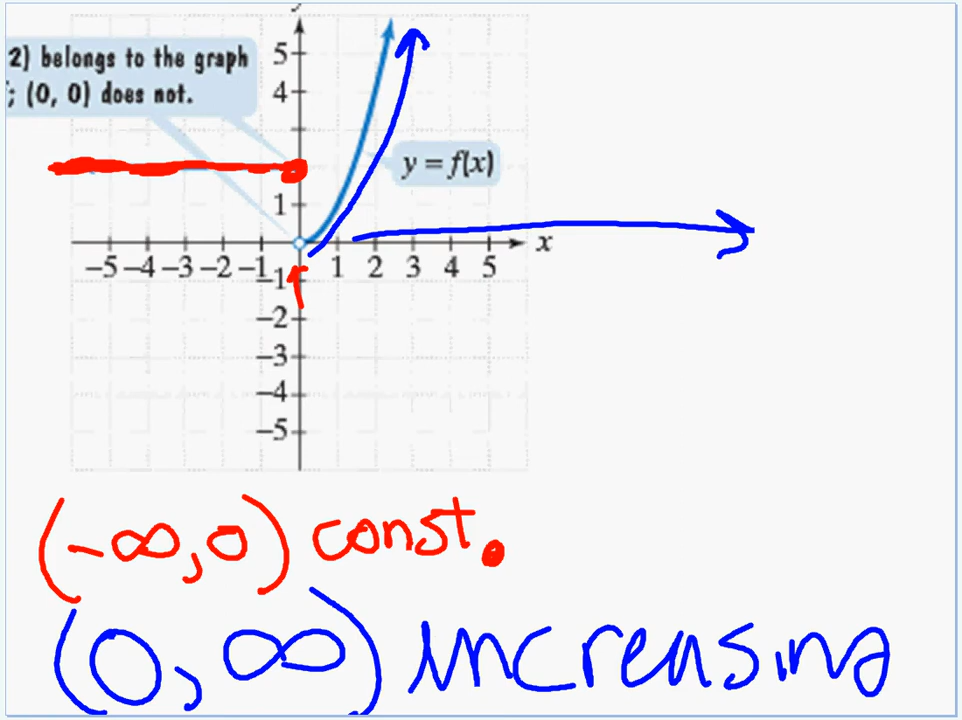 y
2) belongs to the graph
; (0, 0) does not.
5
4
y = f(x)
1
−5 −4 −3 −2 −1 1 2 3 4 5 x
−1
−2
−3
−4
−5
(-∞,0) const.
(0,∞) increasing